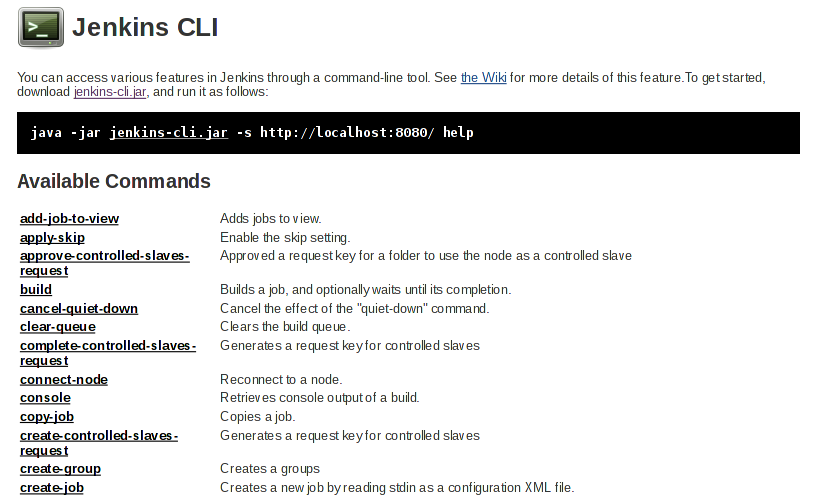 >_ Jenkins CLI
You can access various features in Jenkins through a command-line tool. See the Wiki for more details of this feature.To get started,
download jenkins-cli.jar, and run it as follows:
java -jar jenkins-cli.jar -s http://localhost:8080/ help
Available Commands
add-job-to-view Adds jobs to view.
apply-skip Enable the skip setting.
approve-controlled-slaves- Approved a request key for a folder to use the node as a controlled slave
request
build Builds a job, and optionally waits until its completion.
cancel-quiet-down Cancel the effect of the "quiet-down" command.
clear-queue Clears the build queue.
complete-controlled-slaves- Generates a request key for controlled slaves
request
connect-node Reconnect to a node.
console Retrieves console output of a build.
copy-job Copies a job.
create-controlled-slaves- Generates a request key for controlled slaves
request
create-group Creates a groups
create-job Creates a new job by reading stdin as a configuration XML file.